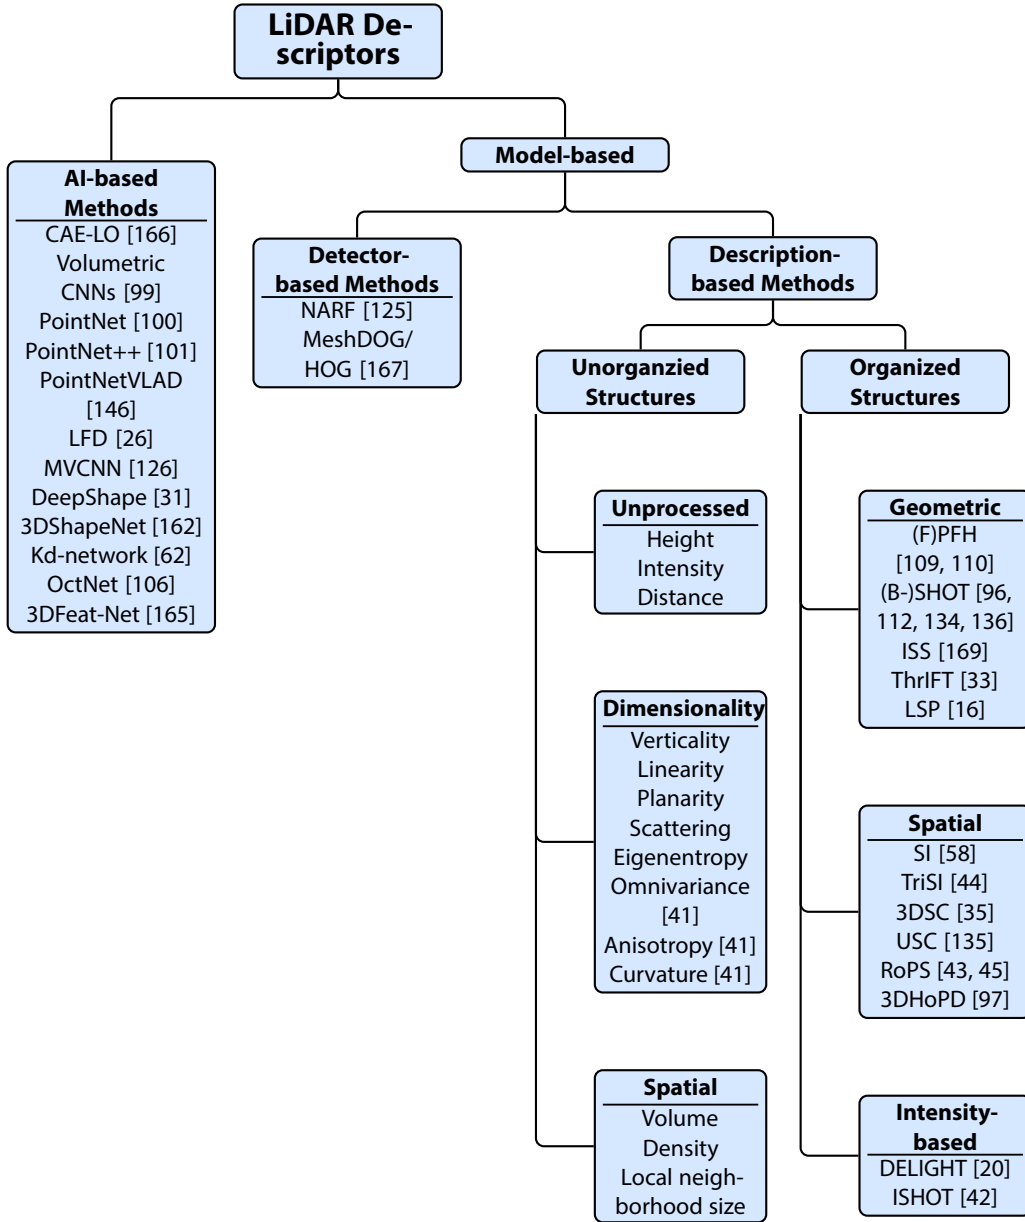 LiDAR De-
scriptors
Model-based
AI-based
Methods
CAE-LO [166]
Volumetric
CNNs [99]
PointNet [100]
PointNet++ [101]
PointNetVLAD
[146]
LFD [26]
MVCNN [126]
DeepShape [31]
3DShapeNet [162]
Kd-network [62]
OctNet [106]
3DFeat-Net [165]
Detector-
based Methods
NARF [125]
MeshDOG/
HOG [167]
Description-
based Methods
Unorganzied
Structures
Unprocessed
Height
Intensity
Distance
Dimensionality
Verticality
Linearity
Planarity
Scattering
Eigenentropy
Omnivariance
[41]
Anisotropy [41]
Curvature [41]
Spatial
Volume
Density
Local neigh-
borhood size
Organized
Structures
Geometric
(F)PFH
[109, 110]
(B-)SHOT [96,
112, 134, 136]
ISS [169]
ThrIFT [33]
LSP [16]
Spatial
SI [58]
TriSI [44]
3DSC [35]
USC [135]
RoPS [43, 45]
3DHoPD [97]
Intensity-
based
DELIGHT [20]
ISHOT [42]